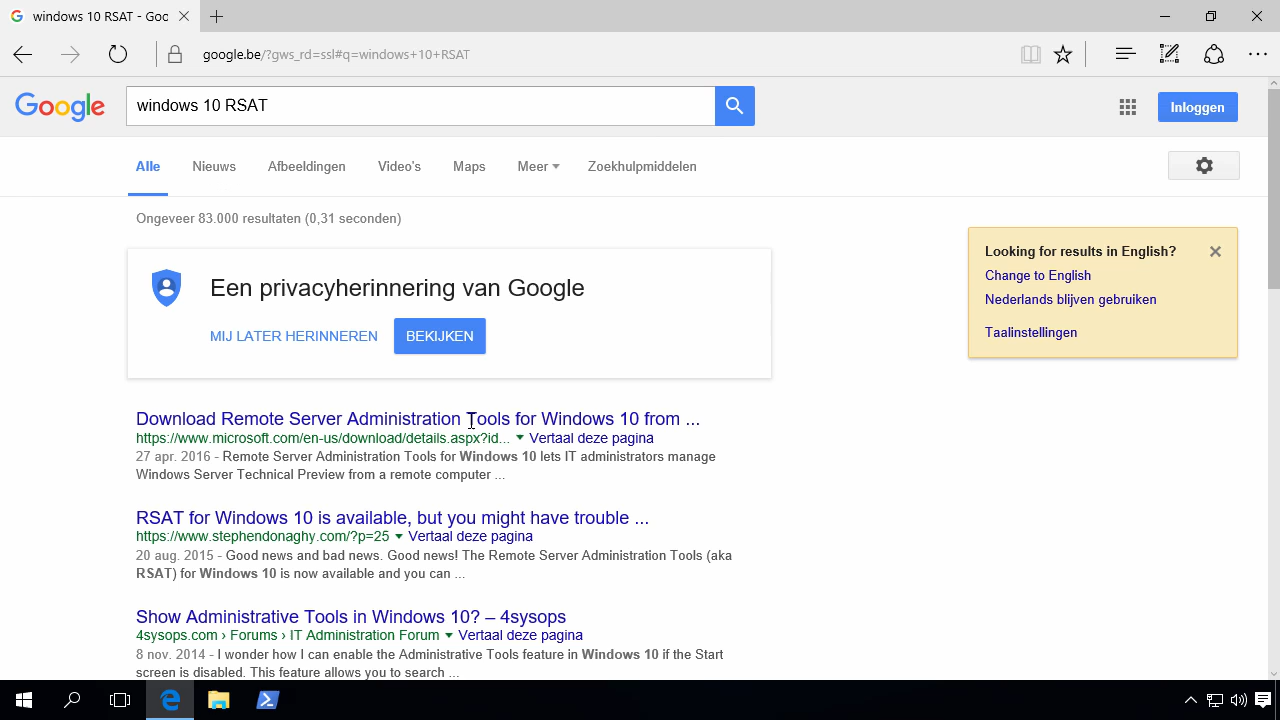 windows 10 RSAT - Goo
google.be/?gws_rd=ssl#q=windows+10+RSAT
Google
windows 10 RSAT
Inloggen
Alle Nieuws Afbeeldingen Video's Maps Meer Zoekhulpmiddelen
Ongeveer 83.000 resultaten (0,31 seconden)
Looking for results in English?
Change to English
Nederlands blijven gebruiken
Taalinstellingen
Een privacyherinnering van Google
MIJ LATER HERINNEREN BEKIJKEN
Download Remote Server Administration Tools for Windows 10 from ...
https://www.microsoft.com/en-us/download/details.aspx?id... Vertaal deze pagina
27 apr. 2016 - Remote Server Administration Tools for Windows 10 lets IT administrators manage
Windows Server Technical Preview from a remote computer ...
RSAT for Windows 10 is available, but you might have trouble ...
https://www.stephendonaghy.com/?p=25 Vertaal deze pagina
20 aug. 2015 - Good news and bad news. Good news! The Remote Server Administration Tools (aka
RSAT) for Windows 10 is now available and you can ...
Show Administrative Tools in Windows 10? – 4sysops
4sysops.com › Forums › IT Administration Forum Vertaal deze pagina
8 nov. 2014 - I wonder how I can enable the Administrative Tools feature in Windows 10 if the Start
screen is disabled. This feature allows you to search ...